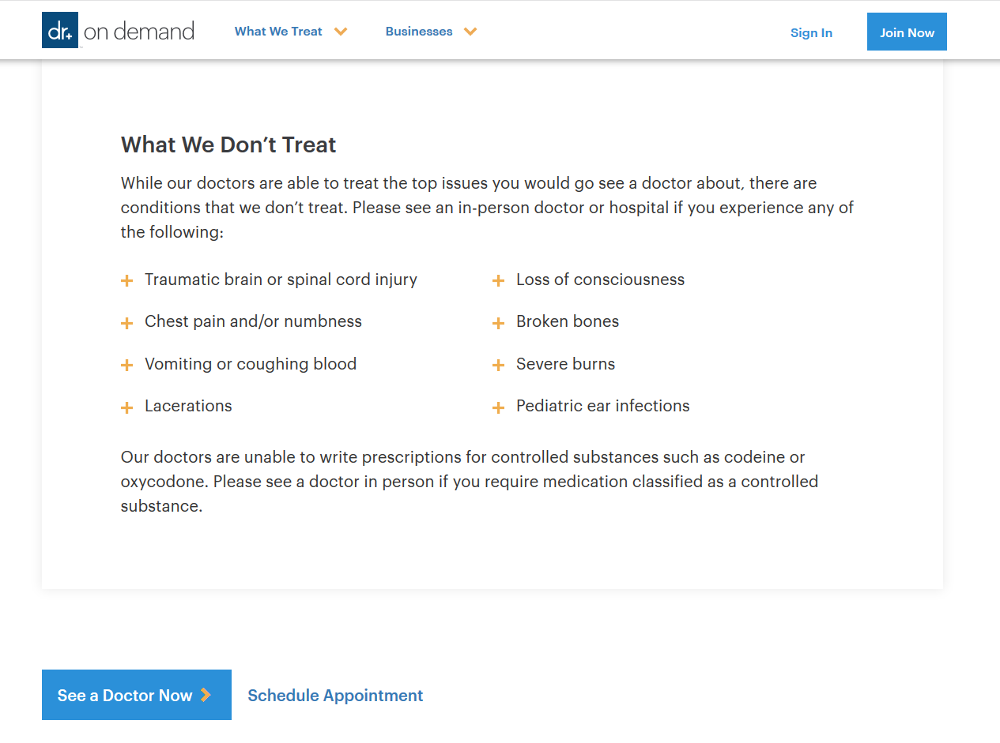 dr+ on demand
What We Treat
Businesses
Sign In
Join Now
What We Don’t Treat
While our doctors are able to treat the top issues you would go see a doctor about, there are
conditions that we don’t treat. Please see an in-person doctor or hospital if you experience any of
the following:
Traumatic brain or spinal cord injury
Loss of consciousness
Chest pain and/or numbness
Broken bones
Vomiting or coughing blood
Severe burns
Lacerations
Pediatric ear infections
Our doctors are unable to write prescriptions for controlled substances such as codeine or
oxycodone. Please see a doctor in person if you require medication classified as a controlled
substance.
See a Doctor Now
Schedule Appointment